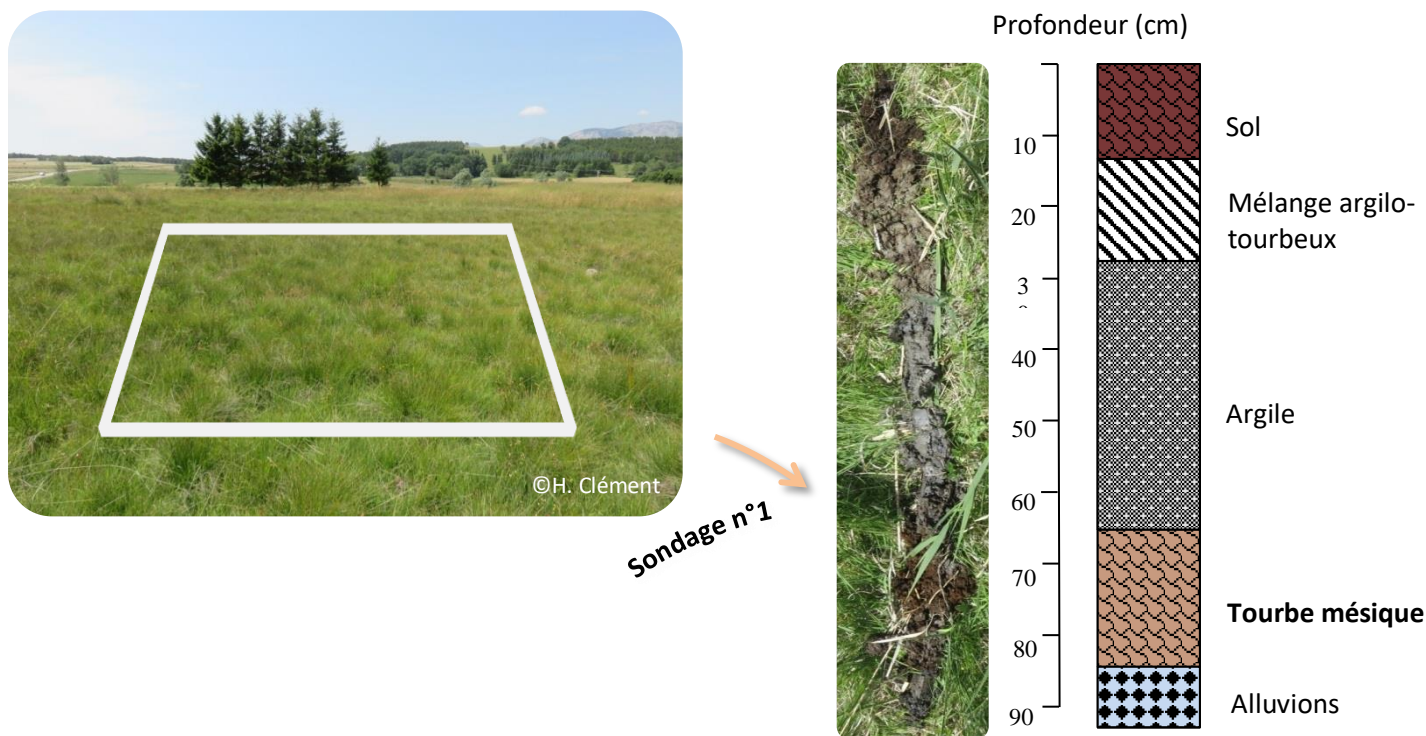 Profondeur (cm)
10
20
3
40
50
60
70
80
90
Sol
Mélange argilo-
tourbeux
Argile
Tourbe mésique
Alluvions
©H. Clément
Sondage n°1